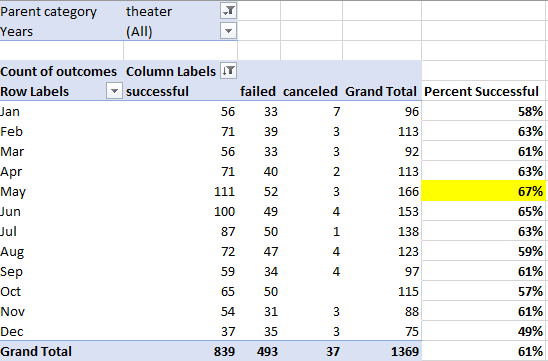 Parent category theater
Years (All)
Count of outcomes Column Labels
Row Labels successful failed canceled Grand Total Percent Successful
Jan 56 33 7 96 58%
Feb 71 39 3 113 63%
Mar 56 33 3 92 61%
Apr 71 40 2 113 63%
May 111 52 3 166 67%
Jun 100 49 4 153 65%
Jul 87 50 1 138 63%
Aug 72 47 4 123 59%
Sep 59 34 4 97 61%
Oct 65 50 115 57%
Nov 54 31 3 88 61%
Dec 37 35 3 75 49%
Grand Total 839 493 37 1369 61%